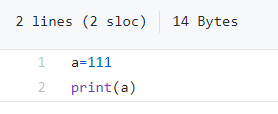 2 lines (2 sloc) 14 Bytes
1 a=111
2 print(a)